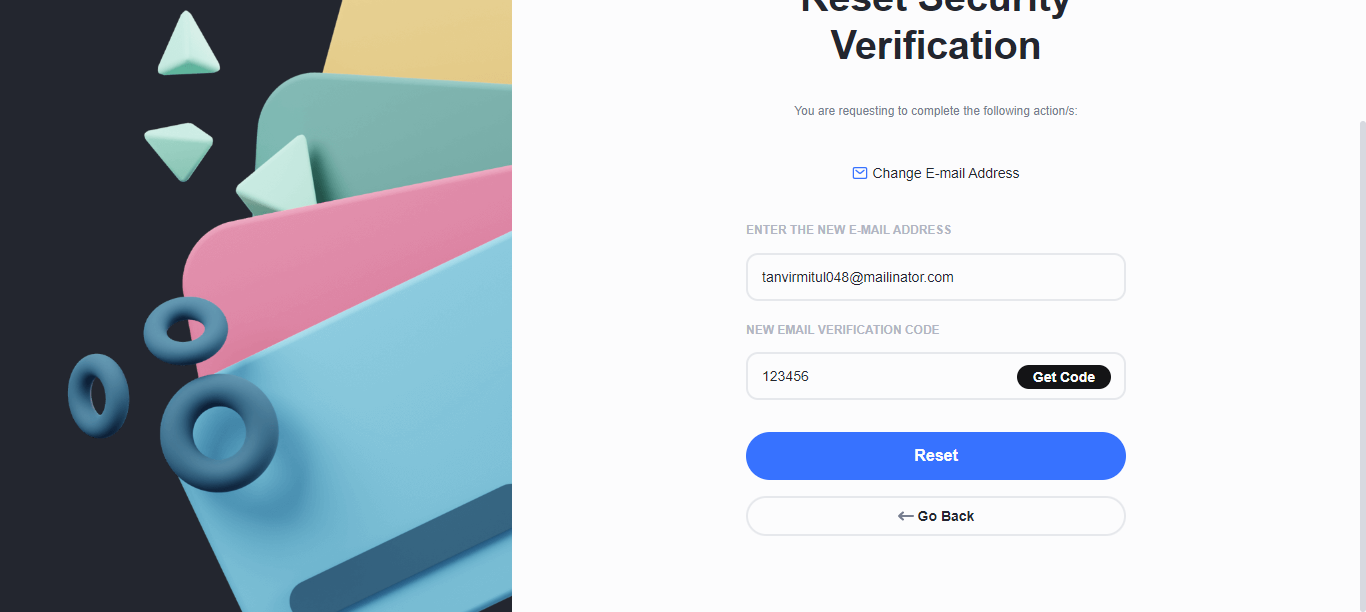 Reset Security
Verification
You are requesting to complete the following action/s:
Change E-mail Address
ENTER THE NEW E-MAIL ADDRESS
tanvirmitul048@mailinator.com
NEW EMAIL VERIFICATION CODE
123456
Get Code
Reset
Go Back